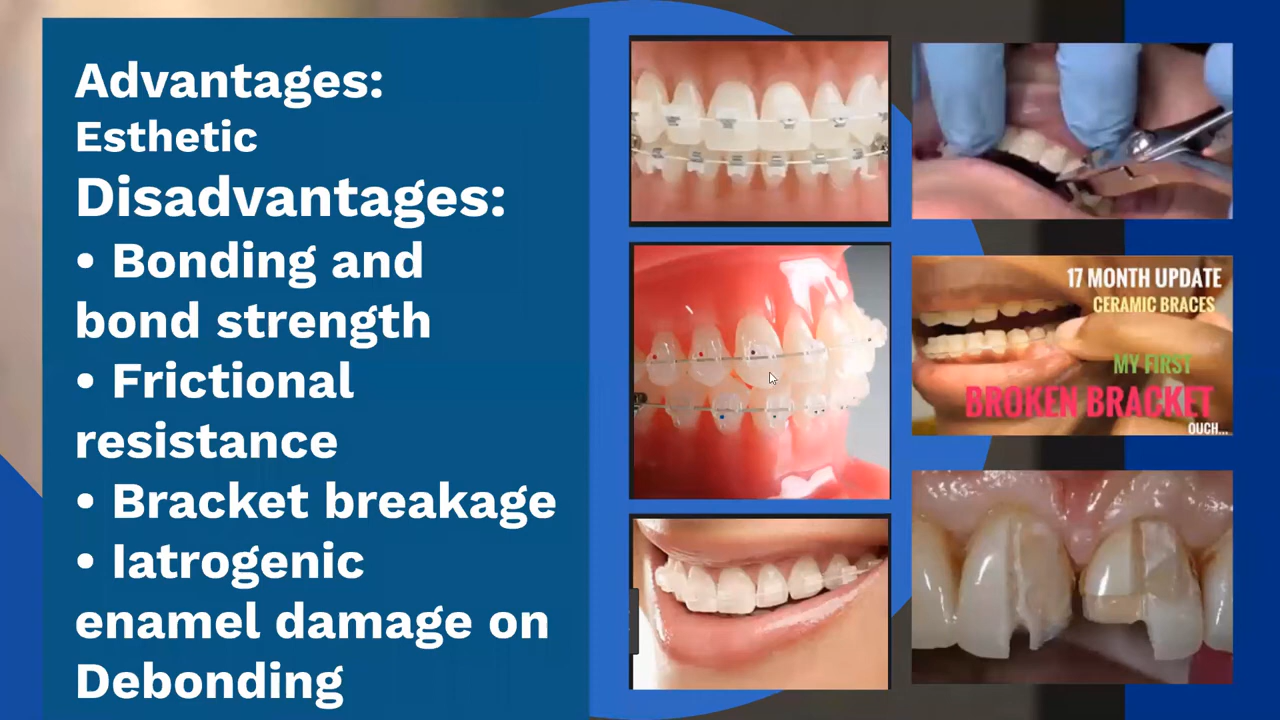 Advantages:
Esthetic
Disadvantages:
• Bonding and
bond strength
• Frictional
resistance
• Bracket breakage
• Iatrogenic
enamel damage on
Debonding
17 MONTH UPDATE
CERAMIC BRACES
MY FIRST
BROKEN BRACKET
OUCH...